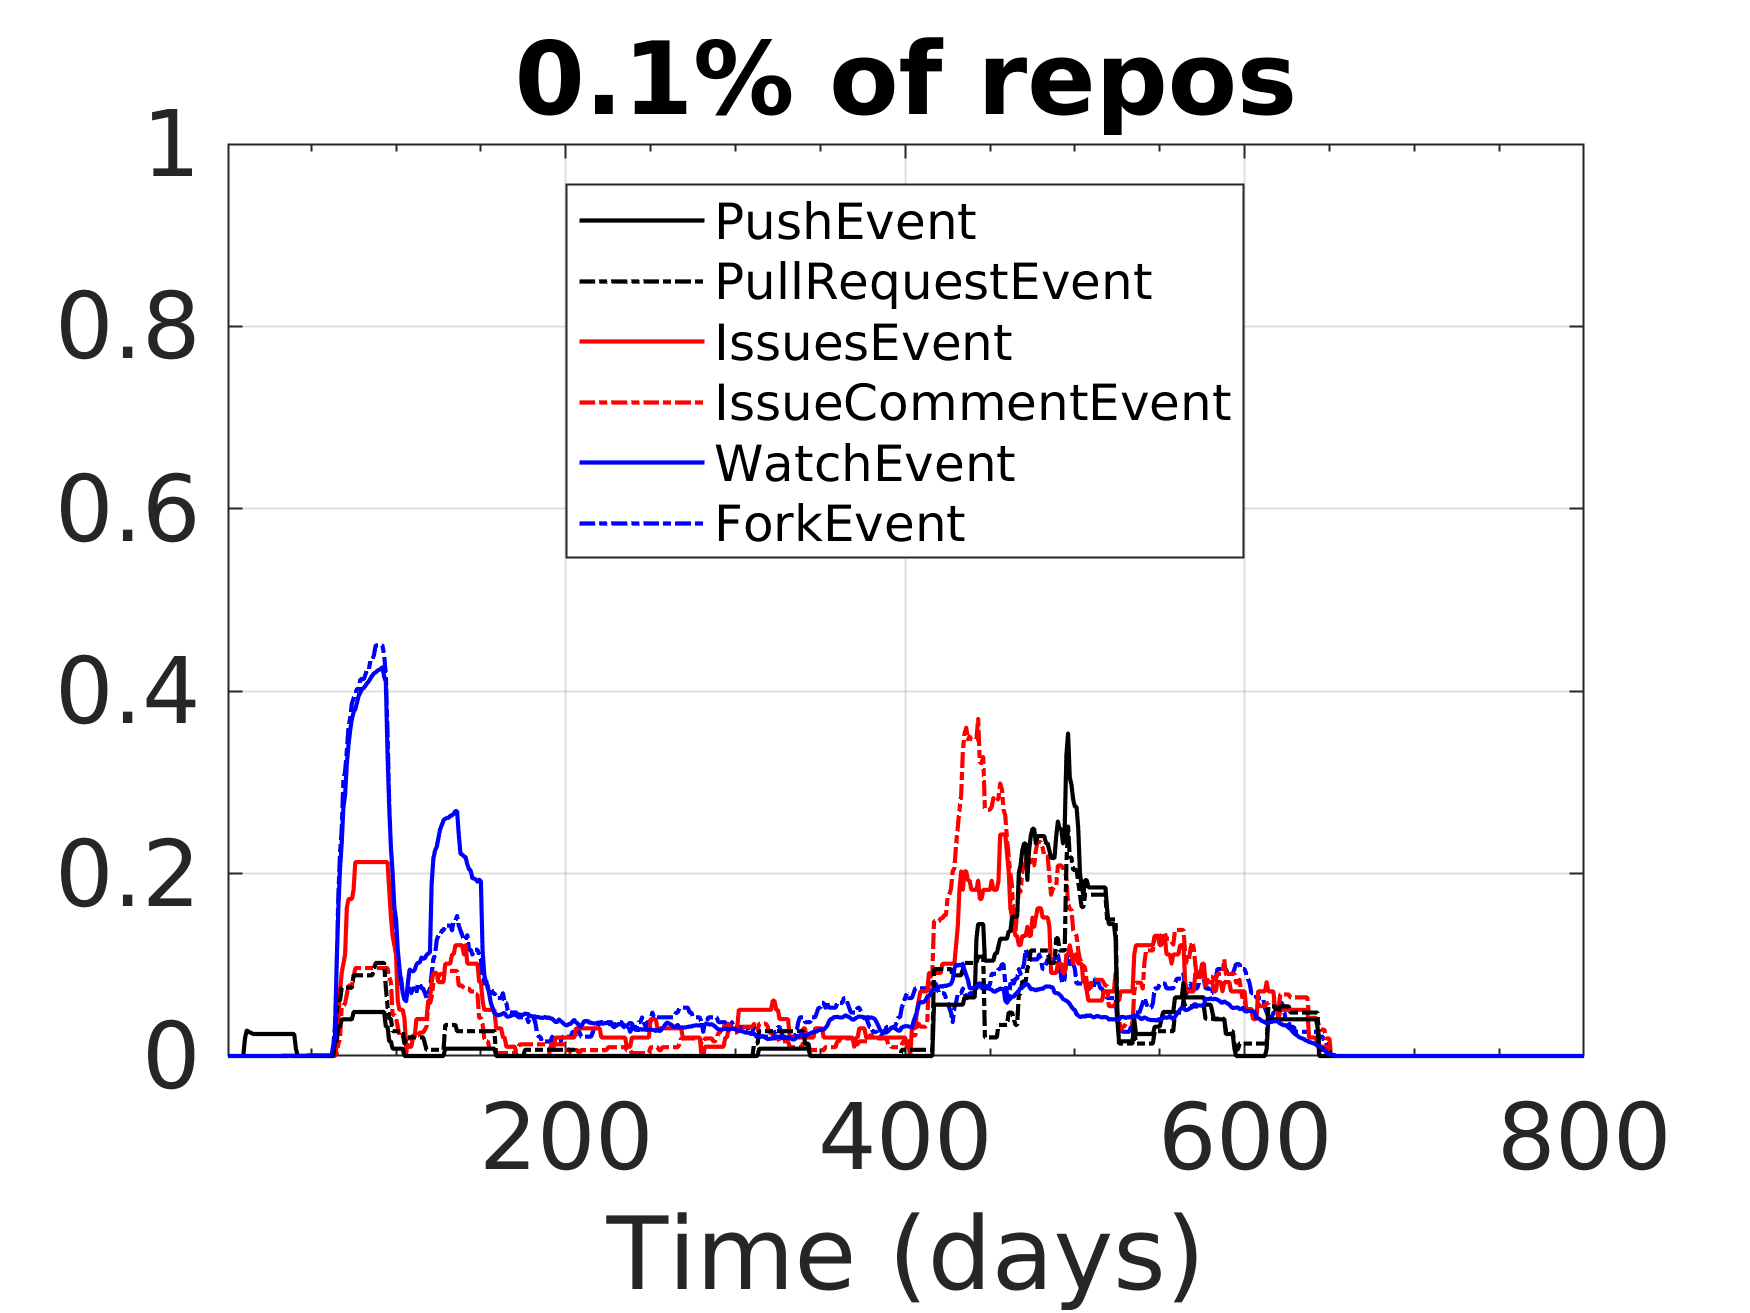 0.1% of repos
1
0.8
0.6
0.4
0.2
0
PushEvent
PullRequestEvent
IssuesEvent
IssueCommentEvent
WatchEvent
ForkEvent
200 400 600 800
Time (days)